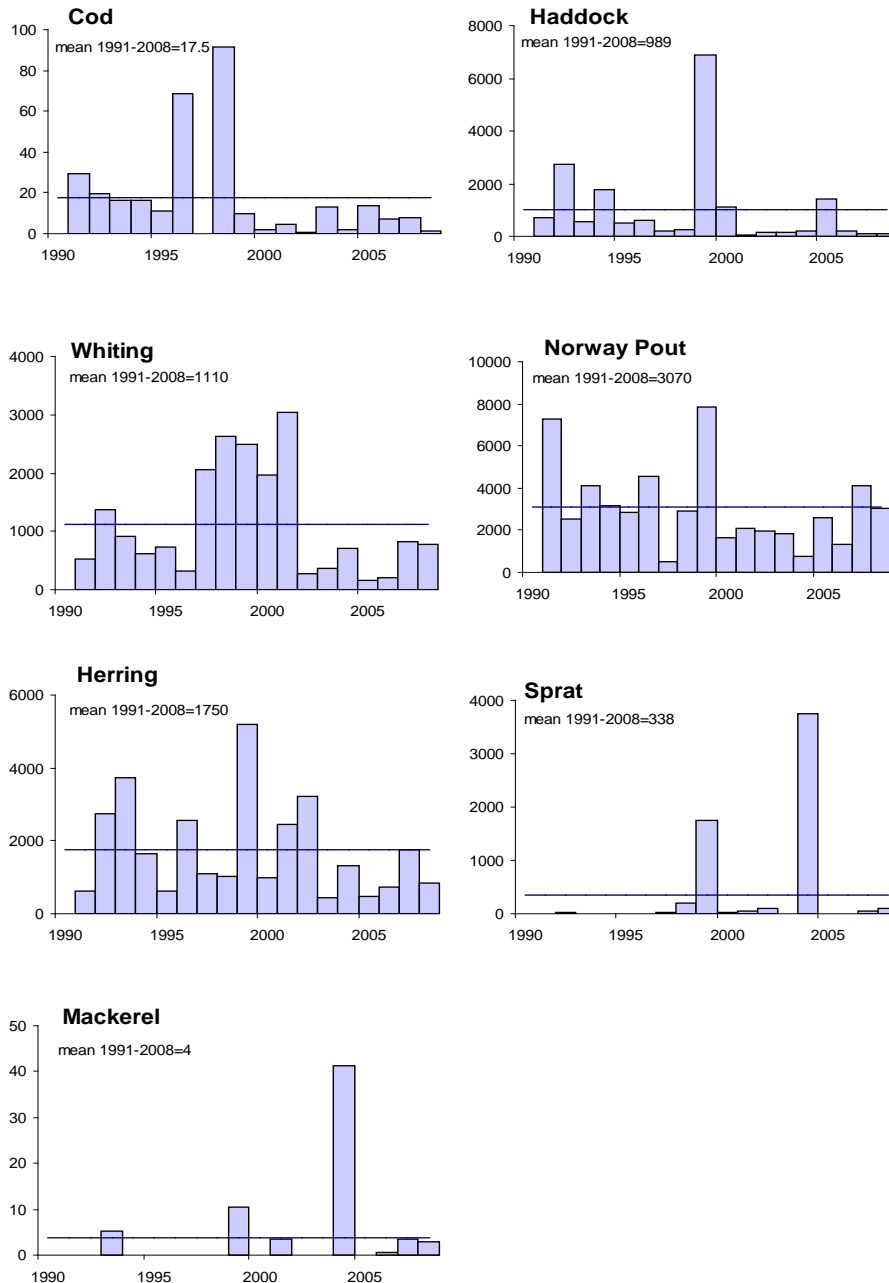 Cod
mean 1991-2008=17.5
100
80
60
40
20
0
1990 1995 2000 2005
Haddock
mean 1991-2008=989
8000
6000
4000
2000
0
1990 1995 2000 2005
Whiting
mean 1991-2008=1110
4000
3000
2000
1000
0
1990 1995 2000 2005
Norway Pout
mean 1991-2008=3070
10000
8000
6000
4000
2000
0
1990 1995 2000 2005
Herring
mean 1991-2008=1750
6000
4000
2000
0
1990 1995 2000 2005
Sprat
mean 1991-2008=338
4000
3000
2000
1000
0
1990 1995 2000 2005
Mackerel
mean 1991-2008=4
50
40
30
20
10
0
1990 1995 2000 2005